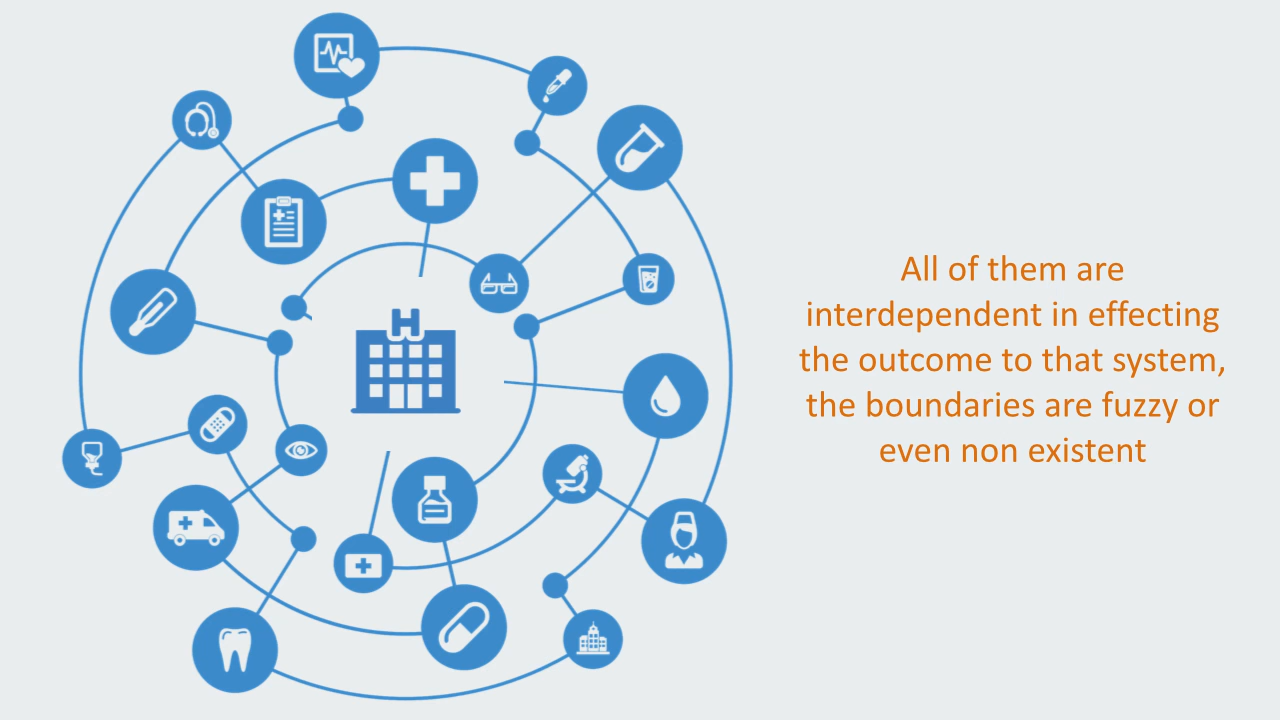 All of them are
interdependent in effecting
the outcome to that system,
the boundaries are fuzzy or
even non existent